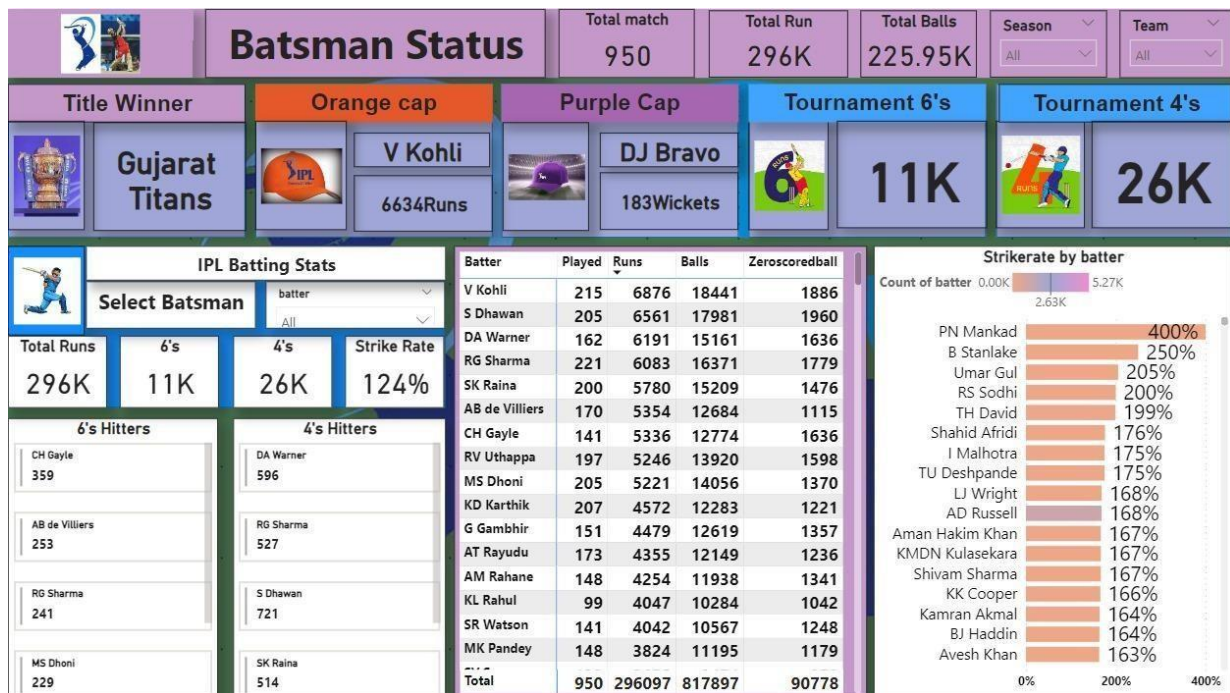 Batsman Status
Total match
950
Total Run
296K
Total Balls
225.95K
Season
All
Team
All
Title Winner
Gujarat
Titans
Orange cap
IPL
V Kohli
6634Runs
Purple Cap
DJ Bravo
183Wickets
Tournament 6's
RUNS
6
11K
Tournament 4's
4
RUNS
26K
IPL Batting Stats
Select Batsman
batter
All
Total Runs
296K
6's
11K
4's
26K
Strike Rate
124%
6's Hitters
CH Gayle
359
AB de Villiers
253
RG Sharma
241
MS Dhoni
229
4's Hitters
DA Warner
596
RG Sharma
527
S Dhawan
721
SK Raina
514
Batter Played Runs Balls Zeroscoredball
V Kohli 215 6876 18441 1886
S Dhawan 205 6561 17981 1960
DA Warner 162 6191 15161 1636
RG Sharma 221 6083 16371 1779
SK Raina 200 5780 15209 1476
AB de Villiers 170 5354 12684 1115
CH Gayle 141 5336 12774 1636
RV Uthappa 197 5246 13920 1598
MS Dhoni 205 5221 14056 1370
KD Karthik 207 4572 12283 1221
G Gambhir 151 4479 12619 1357
AT Rayudu 173 4355 12149 1236
AM Rahane 148 4254 11938 1341
KL Rahul 99 4047 10284 1042
SR Watson 141 4042 10567 1248
MK Pandey 148 3824 11195 1179
Total 950 296097 817897 90778
Strikerate by batter
Count of batter 0.00K 5.27K
2.63K
PN Mankad 400%
B Stanlake 250%
Umar Gul 205%
RS Sodhi 200%
TH David 199%
Shahid Afridi 176%
I Malhotra 175%
TU Deshpande 175%
LJ Wright 168%
AD Russell 168%
Aman Hakim Khan 167%
KMDN Kulasekara 167%
Shivam Sharma 167%
KK Cooper 166%
Kamran Akmal 164%
BJ Haddin 164%
Avesh Khan 163%
0% 200% 400%